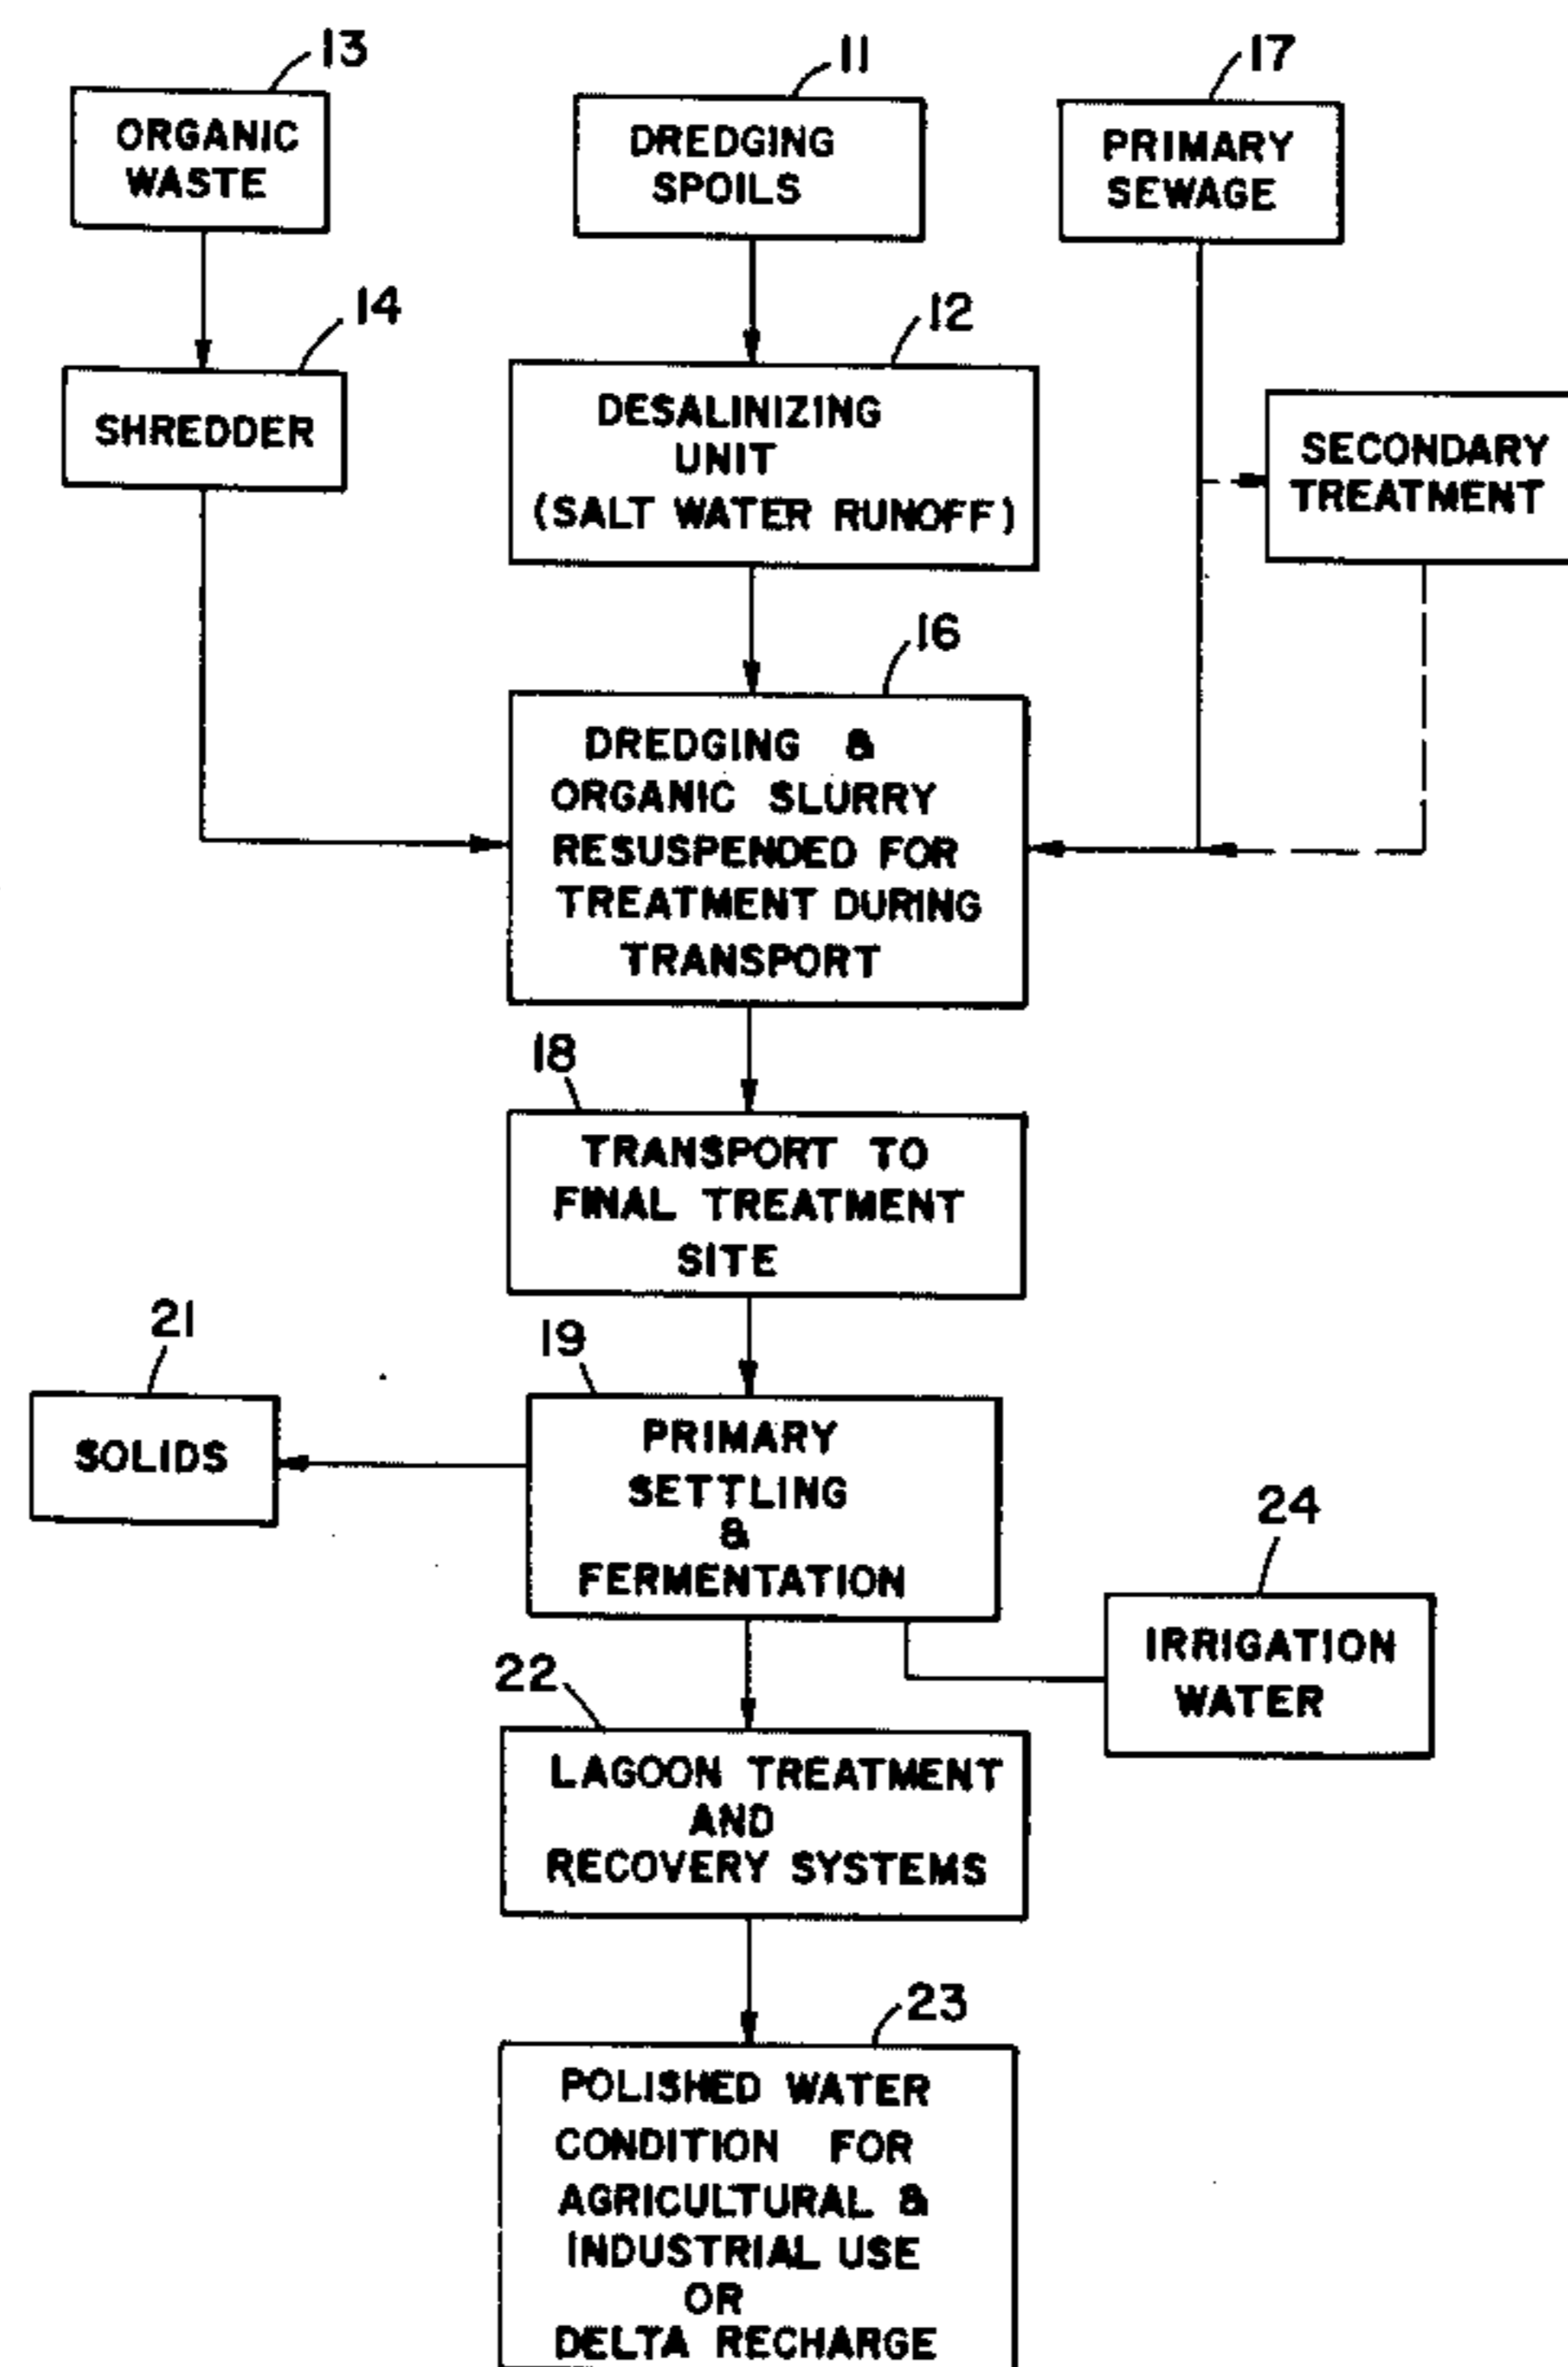 13
ORGANIC
WASTE
11
DREDGING
SPOILS
17
PRIMARY
SEWAGE
14
SHREDDER
12
DESALINIZING
UNIT
(SALT WATER RUNOFF)
SECONDARY
TREATMENT
16
DREDGING &
ORGANIC SLURRY
RESUSPENDED FOR
TREATMENT DURING
TRANSPORT
18
TRANSPORT TO
FINAL TREATMENT
SITE
21
SOLIDS
19
PRIMARY
SETTLING
&
FERMENTATION
24
IRRIGATION
WATER
22
LAGOON TREATMENT
AND
RECOVERY SYSTEMS
23
POLISHED WATER
CONDITION FOR
AGRICULTURAL &
INDUSTRIAL USE
OR
DELTA RECHARGE